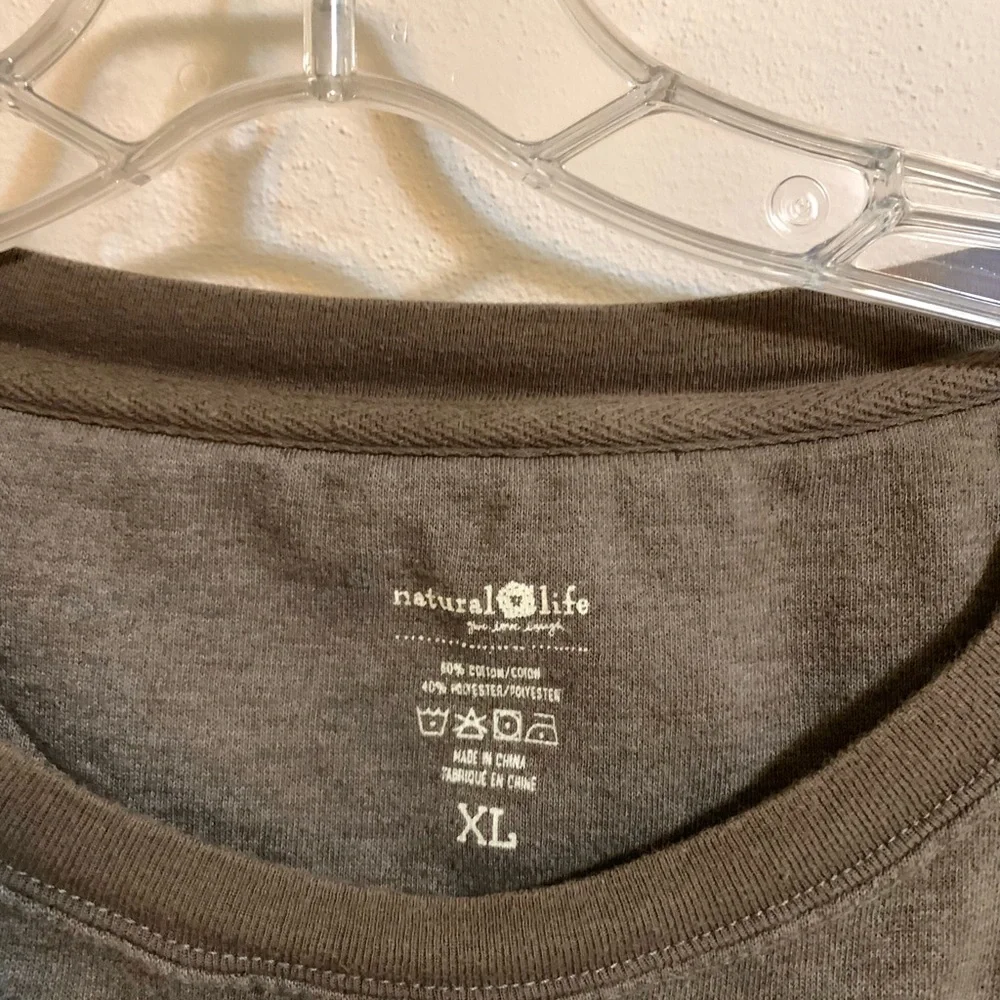 natural life
60% COTTON/COTON
40% POLYESTER/POLYESTER
MADE IN CHINA
FABRIQUÉ EN CHINE
XL